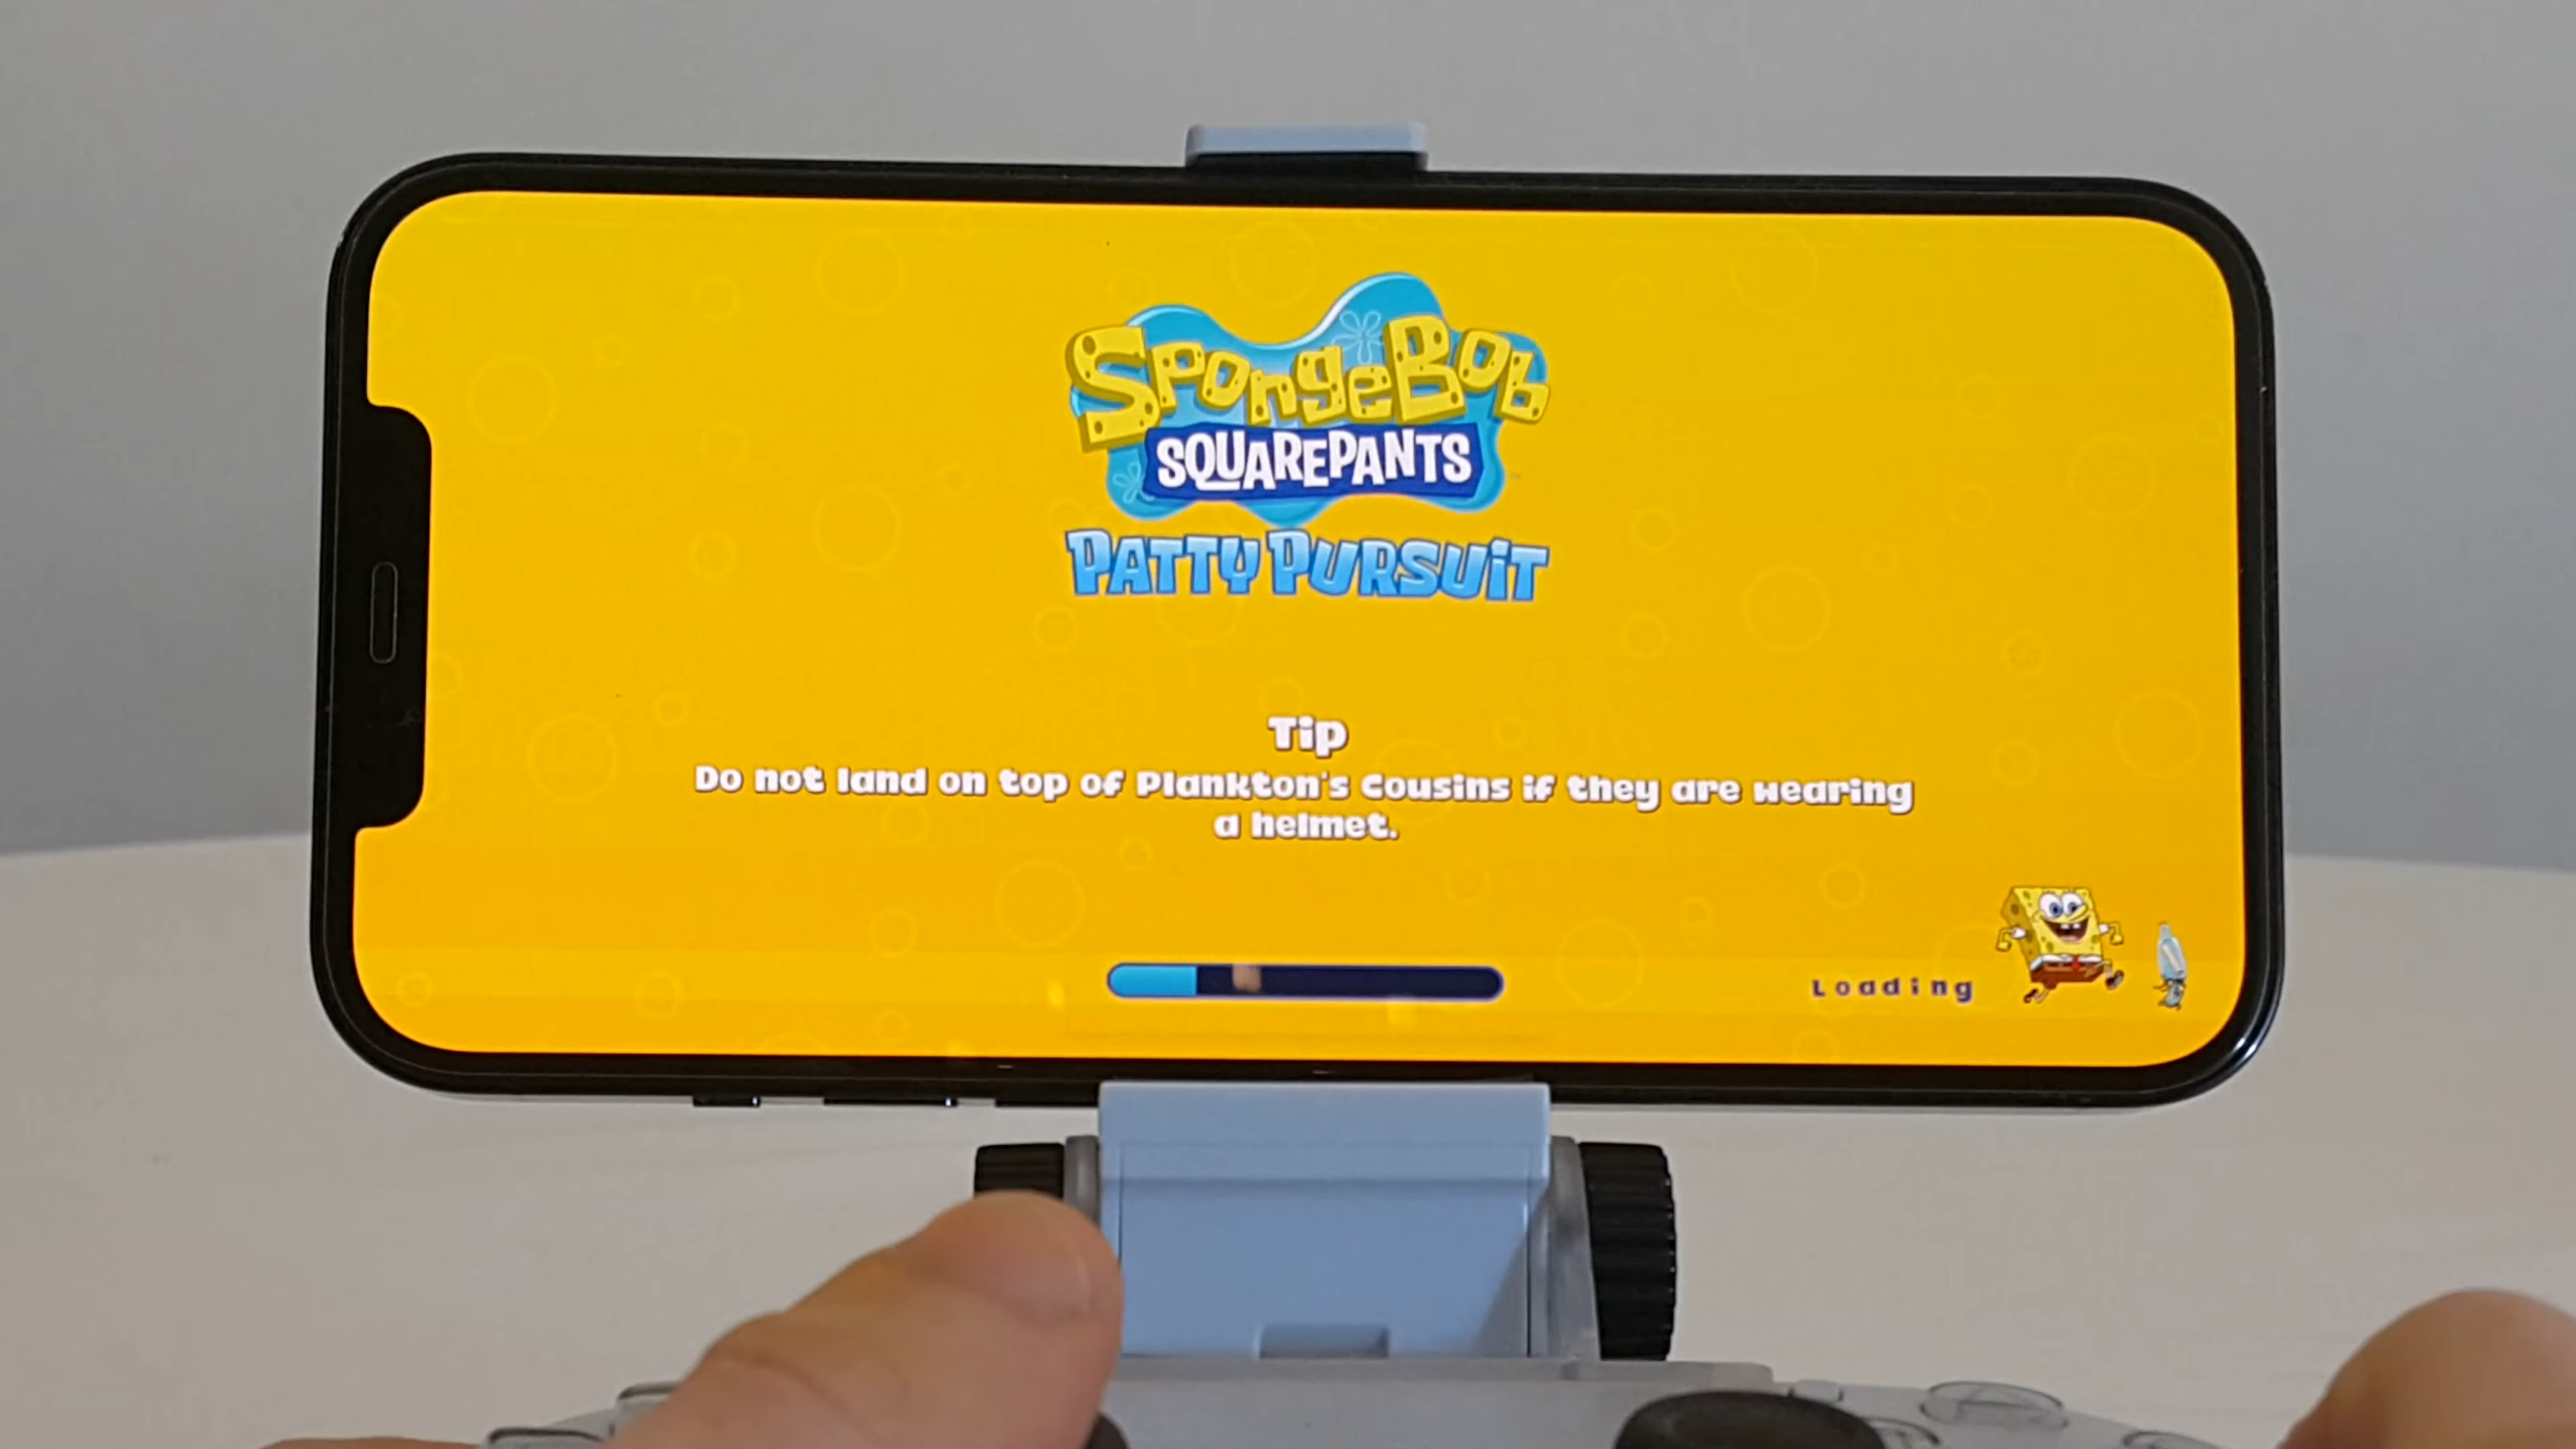 SpongeBob
SQUAREPANTS
PATTY PURSUIT
Tip
Do not land on top of Plankton's Cousins if they are wearing
a helmet.
Loading